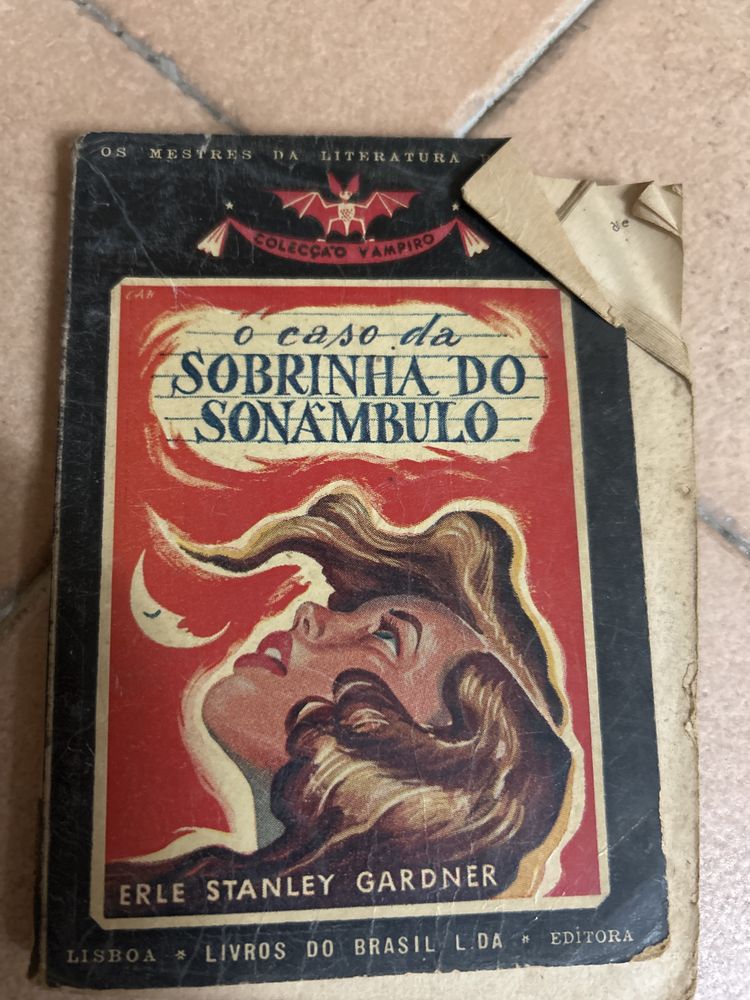 OS MESTRES DA LITERATURA
COLECÇÃO VAMPIRO
CAN
o caso da
SOBRINHA DO
SONÂMBULO
ERLE STANLEY GARDNER
LISBOA * LIVROS DO BRASIL L.DA * EDITORA